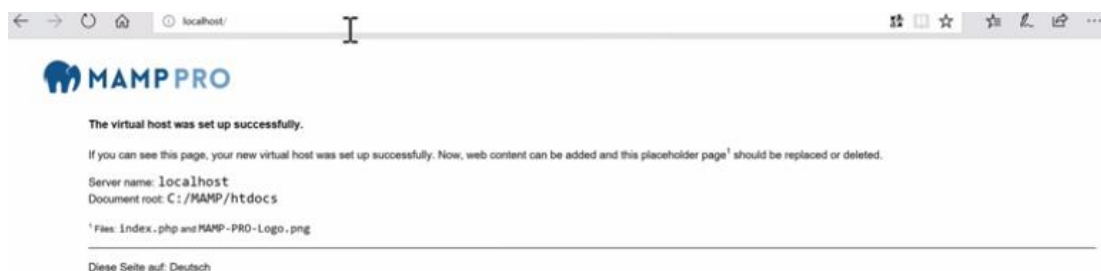 localhost/
MAMP PRO
The virtual host was set up successfully.
If you can see this page, your new virtual host was set up successfully. Now, web content can be added and this placeholder page1 should be replaced or deleted.
Server name: localhost
Document root: C:/MAMP/htdocs
1 Files: index.php and MAMP-PRO-Logo.png
Diese Seite auf: Deutsch